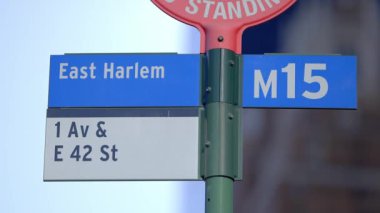 STANDIN
East Harlem
M15
1 Av &
E 42 St